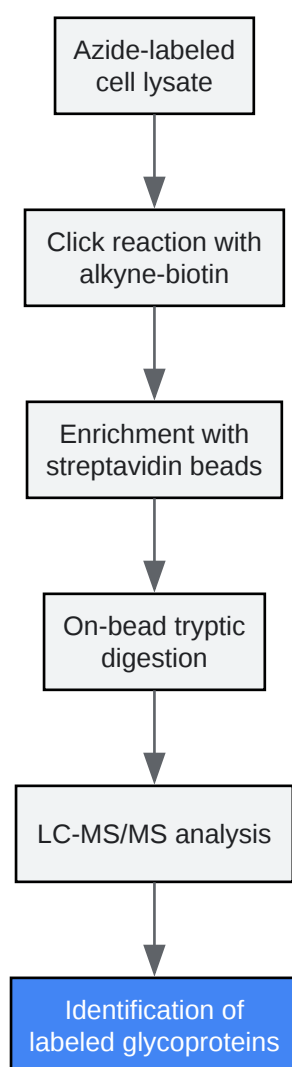 Azide-labeled
cell lysate
Click reaction with
alkyne-biotin
Enrichment with
streptavidin beads
On-bead tryptic
digestion
LC-MS/MS analysis
Identification of
labeled glycoproteins